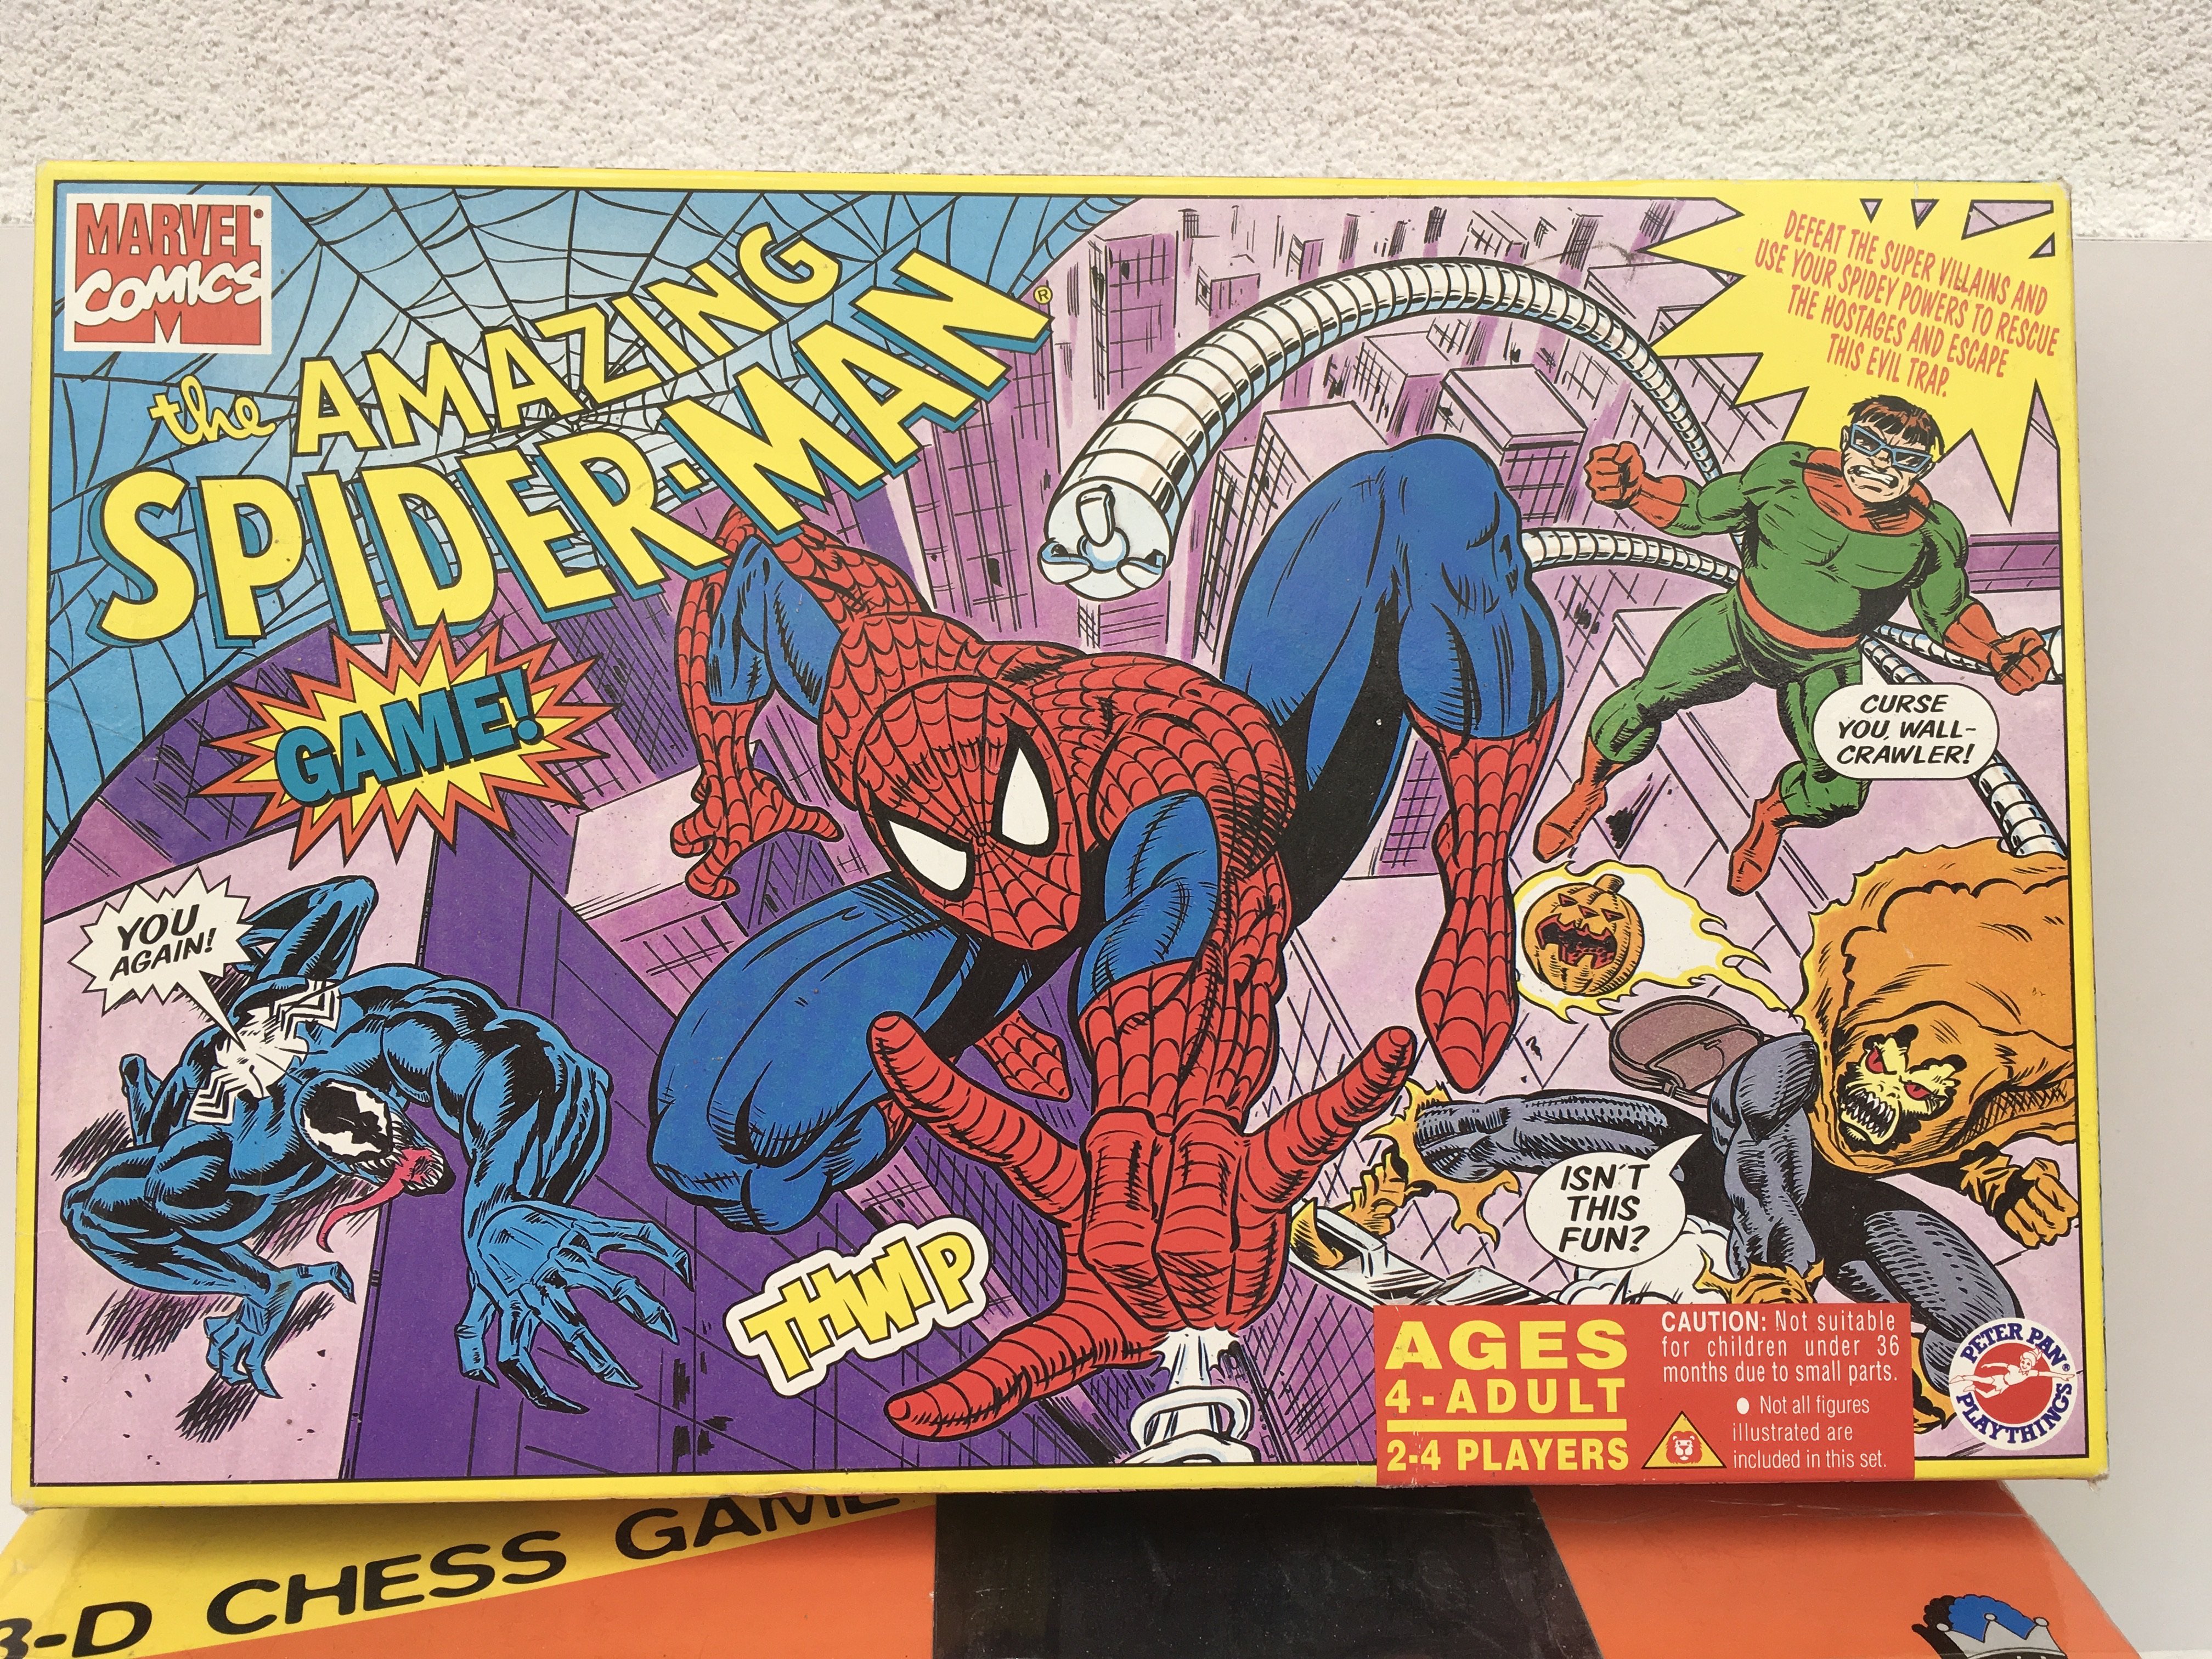 MARVEL
COMICS
the AMAZING
SPIDER-MAN®
GAME!
DEFEAT THE SUPER VILLAINS AND
USE YOUR SPIDEY POWERS TO RESCUE
THE HOSTAGES AND ESCAPE
THIS EVIL TRAP.
CURSE
YOU, WALL-
CRAWLER!
YOU
AGAIN!
ISN'T
THIS
FUN?
THWIP
AGES
4-ADULT
2-4 PLAYERS
CAUTION: Not suitable
for children under 36
months due to small parts.
● Not all figures
illustrated are
included in this set.
PETER PAN®
PLAYTHINGS
3-D CHESS GAME